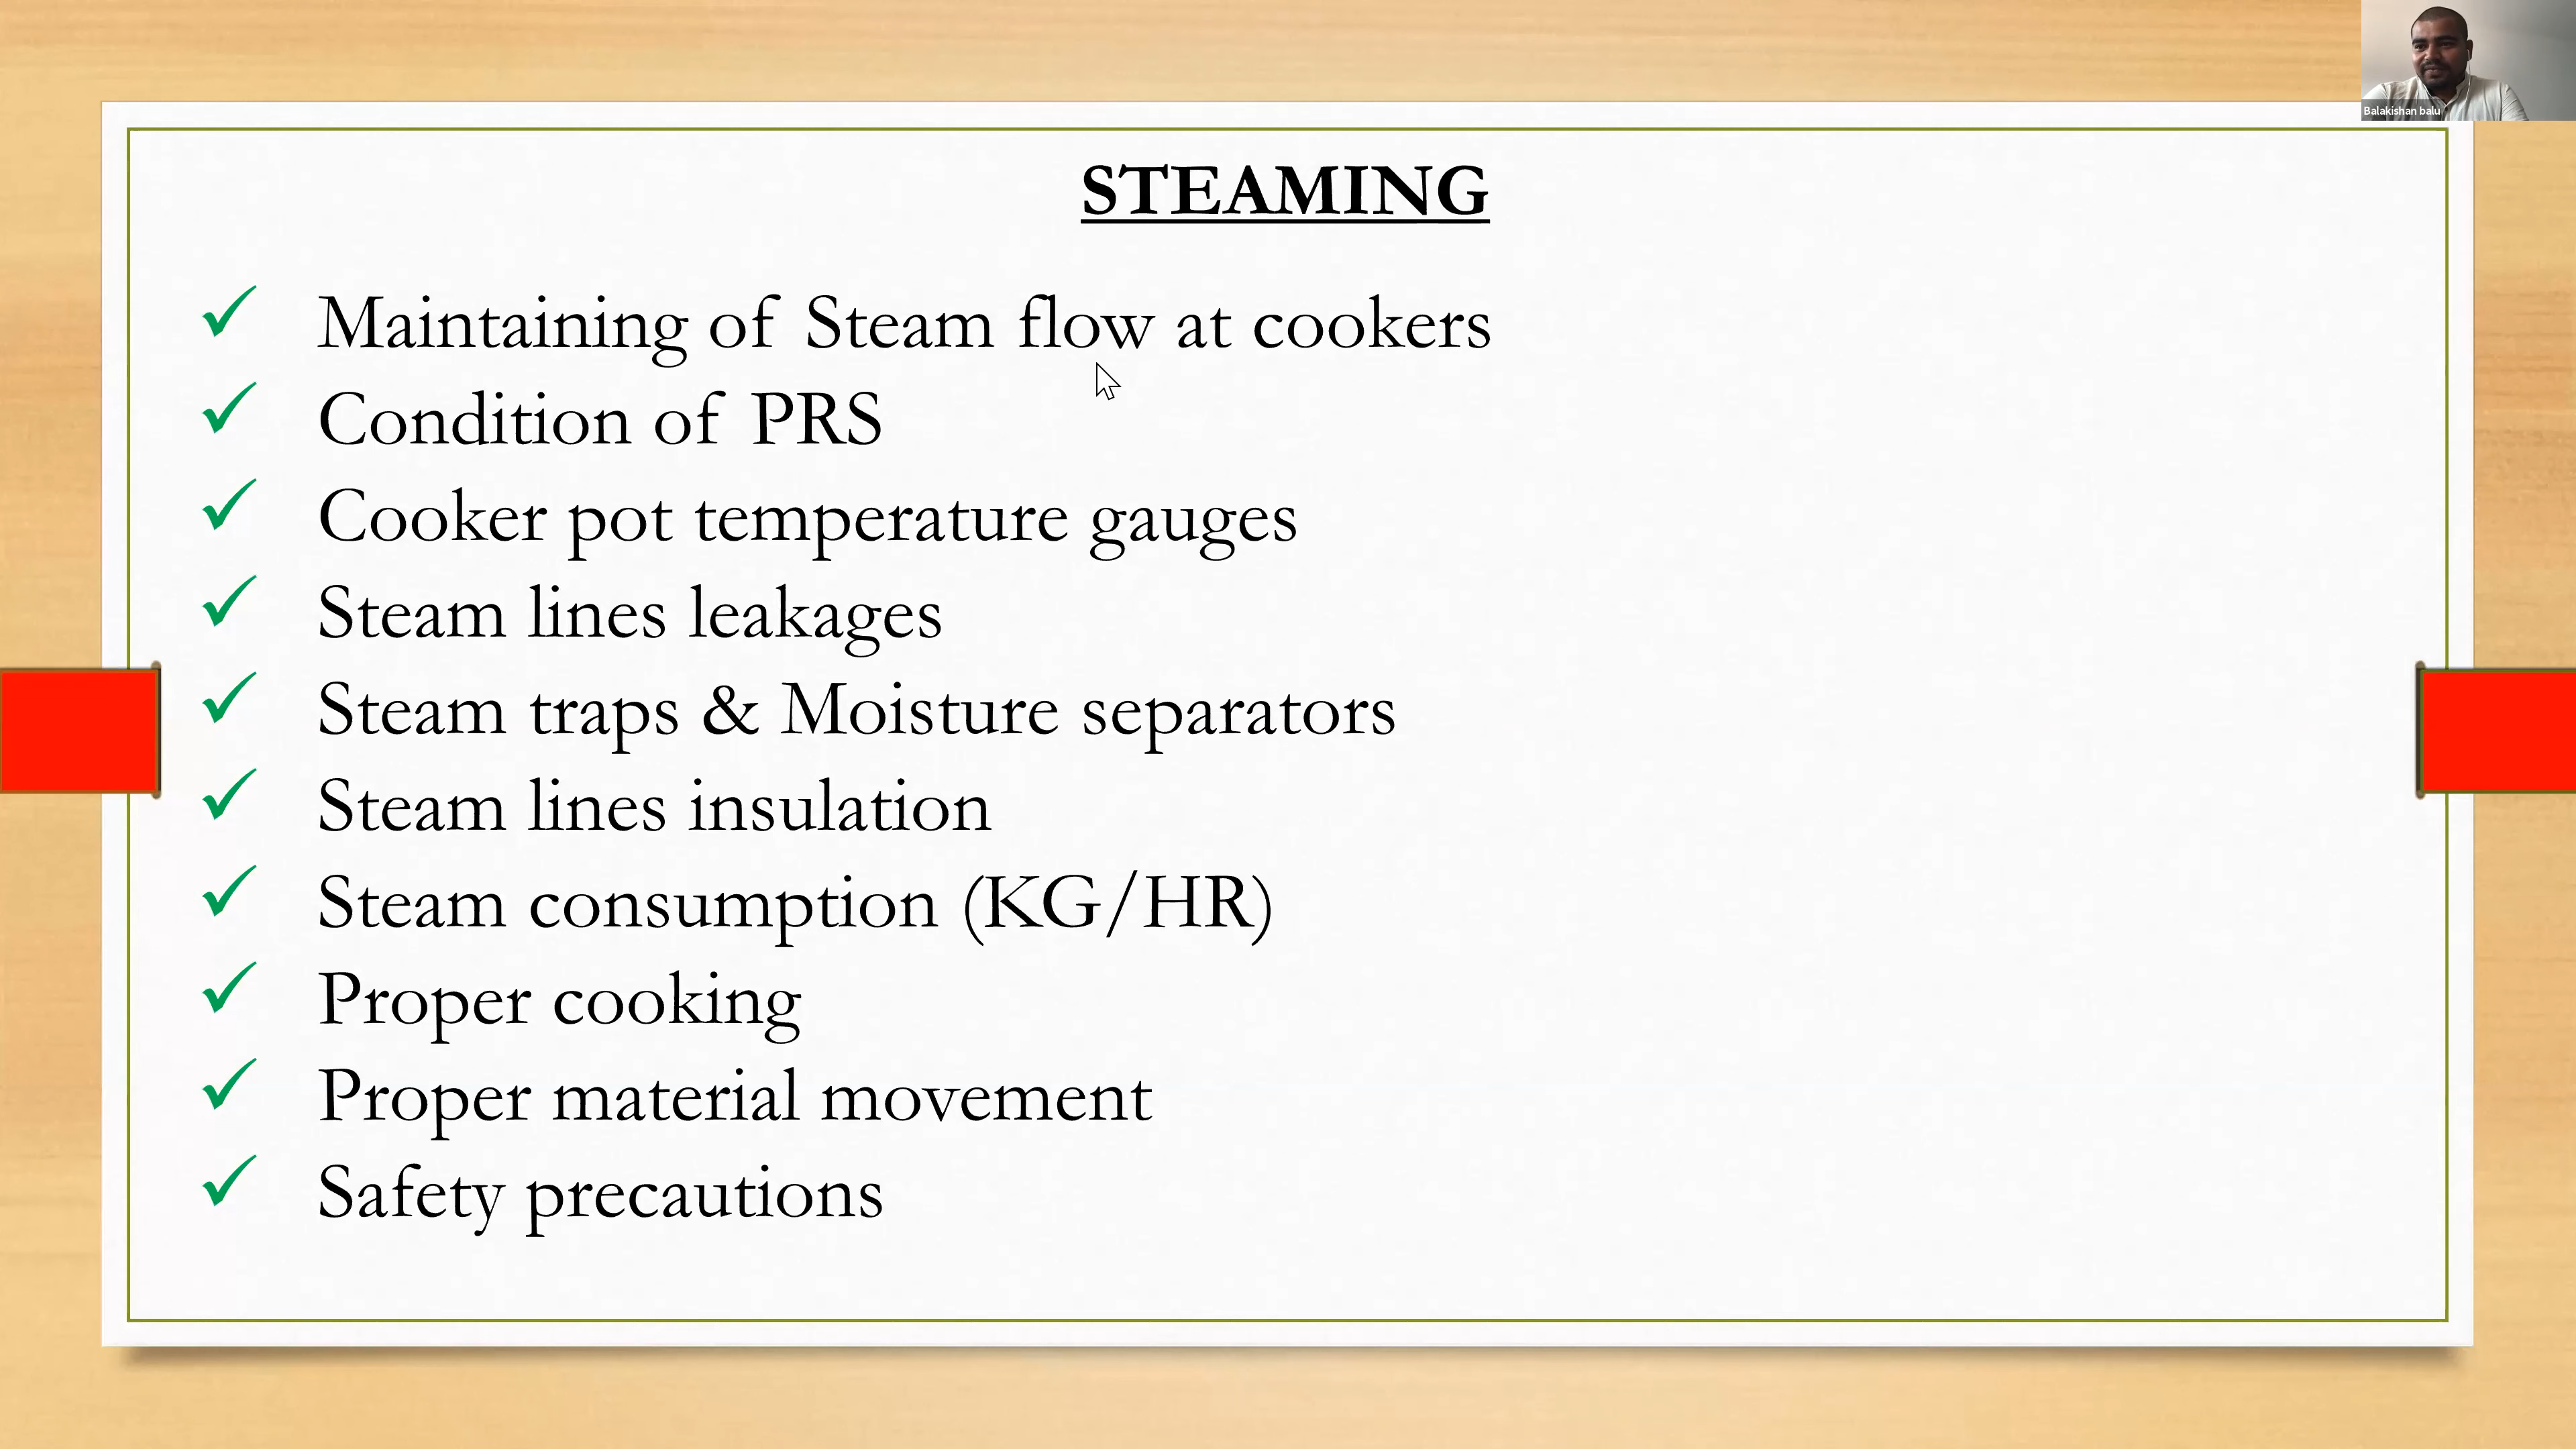 Balakishan balu
STEAMING
✓ Maintaining of Steam flow at cookers
✓ Condition of PRS
✓ Cooker pot temperature gauges
✓ Steam lines leakages
✓ Steam traps & Moisture separators
✓ Steam lines insulation
✓ Steam consumption (KG/HR)
✓ Proper cooking
✓ Proper material movement
✓ Safety precautions